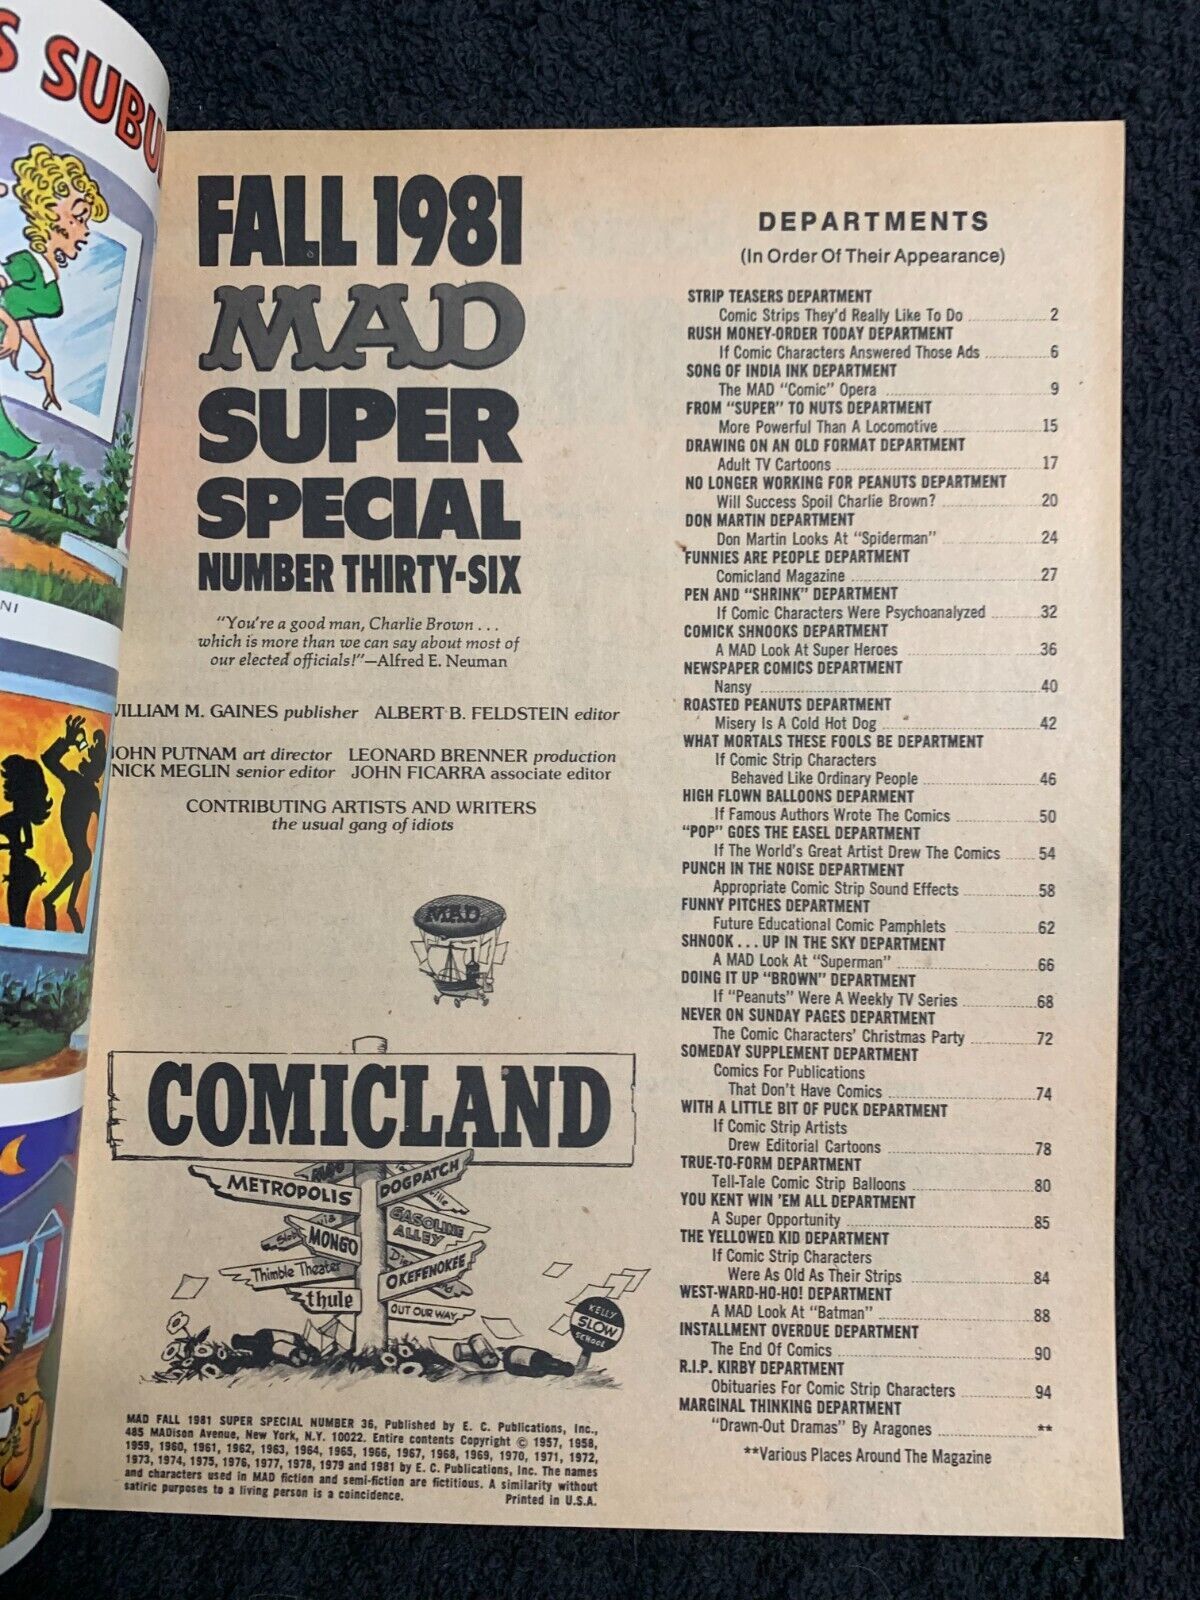 S SUBU
NI
FALL 1981
MAD
SUPER
SPECIAL
NUMBER THIRTY-SIX
"You're a good man, Charlie Brown . . .
which is more than we can say about most of
our elected officials!"—Alfred E. Neuman
WILLIAM M. GAINES publisher ALBERT B. FELDSTEIN editor
JOHN PUTNAM art director LEONARD BRENNER production
NICK MEGLIN senior editor JOHN FICARRA associate editor
CONTRIBUTING ARTISTS AND WRITERS
the usual gang of idiots
MAD
COMICLAND
MAD
METROPOLIS
DOGPATCH
ville
GASOLINE
ALLEY
MONGO
OKEFENOKEE
Thimble Theater
thule
OUT OUR WAY
KELLY
SLOW
SCHOOL
MAD FALL 1981 SUPER SPECIAL NUMBER 36, Published by E. C. Publications, Inc.,
485 MADison Avenue, New York, N.Y. 10022. Entire contents Copyright © 1957, 1958,
1959, 1960, 1961, 1962, 1963, 1964, 1965, 1966, 1967, 1968, 1969, 1970, 1971, 1972,
1973, 1974, 1975, 1976, 1977, 1978, 1979 and 1981 by E. C. Publications, Inc. The names
and characters used in MAD fiction and semi-fiction are fictitious. A similarity without
satiric purposes to a living person is a coincidence. Printed in U.S.A.
DEPARTMENTS
(In Order Of Their Appearance)
STRIP TEASERS DEPARTMENT
Comic Strips They'd Really Like To Do 2
RUSH MONEY-ORDER TODAY DEPARTMENT
If Comic Characters Answered Those Ads 6
SONG OF INDIA INK DEPARTMENT
The MAD "Comic" Opera 9
FROM "SUPER" TO NUTS DEPARTMENT
More Powerful Than A Locomotive 15
DRAWING ON AN OLD FORMAT DEPARTMENT
Adult TV Cartoons 17
NO LONGER WORKING FOR PEANUTS DEPARTMENT
Will Success Spoil Charlie Brown? 20
DON MARTIN DEPARTMENT
Don Martin Looks At "Spiderman" 24
FUNNIES ARE PEOPLE DEPARTMENT
Comicland Magazine 27
PEN AND "SHRINK" DEPARTMENT
If Comic Characters Were Psychoanalyzed 32
COMICK SHNOOKS DEPARTMENT
A MAD Look At Super Heroes 36
NEWSPAPER COMICS DEPARTMENT
Nansy 40
ROASTED PEANUTS DEPARTMENT
Misery Is A Cold Hot Dog 42
WHAT MORTALS THESE FOOLS BE DEPARTMENT
If Comic Strip Characters
Behaved Like Ordinary People 46
HIGH FLOWN BALLOONS DEPARMENT
If Famous Authors Wrote The Comics 50
"POP" GOES THE EASEL DEPARTMENT
If The World's Great Artist Drew The Comics 54
PUNCH IN THE NOISE DEPARTMENT
Appropriate Comic Strip Sound Effects 58
FUNNY PITCHES DEPARTMENT
Future Educational Comic Pamphlets 62
SHNOOK . . . UP IN THE SKY DEPARTMENT
A MAD Look At "Superman" 66
DOING IT UP "BROWN" DEPARTMENT
If "Peanuts" Were A Weekly TV Series 68
NEVER ON SUNDAY PAGES DEPARTMENT
The Comic Characters' Christmas Party 72
SOMEDAY SUPPLEMENT DEPARTMENT
Comics For Publications
That Don't Have Comics 74
WITH A LITTLE BIT OF PUCK DEPARTMENT
If Comic Strip Artists
Drew Editorial Cartoons 78
TRUE-TO-FORM DEPARTMENT
Tell-Tale Comic Strip Balloons 80
YOU KENT WIN 'EM ALL DEPARTMENT
A Super Opportunity 85
THE YELLOWED KID DEPARTMENT
If Comic Strip Characters
Were As Old As Their Strips 84
WEST-WARD-HO-HO! DEPARTMENT
A MAD Look At "Batman" 88
INSTALLMENT OVERDUE DEPARTMENT
The End Of Comics 90
R.I.P. KIRBY DEPARTMENT
Obituaries For Comic Strip Characters 94
MARGINAL THINKING DEPARTMENT
"Drawn-Out Dramas" By Aragones **
**Various Places Around The Magazine